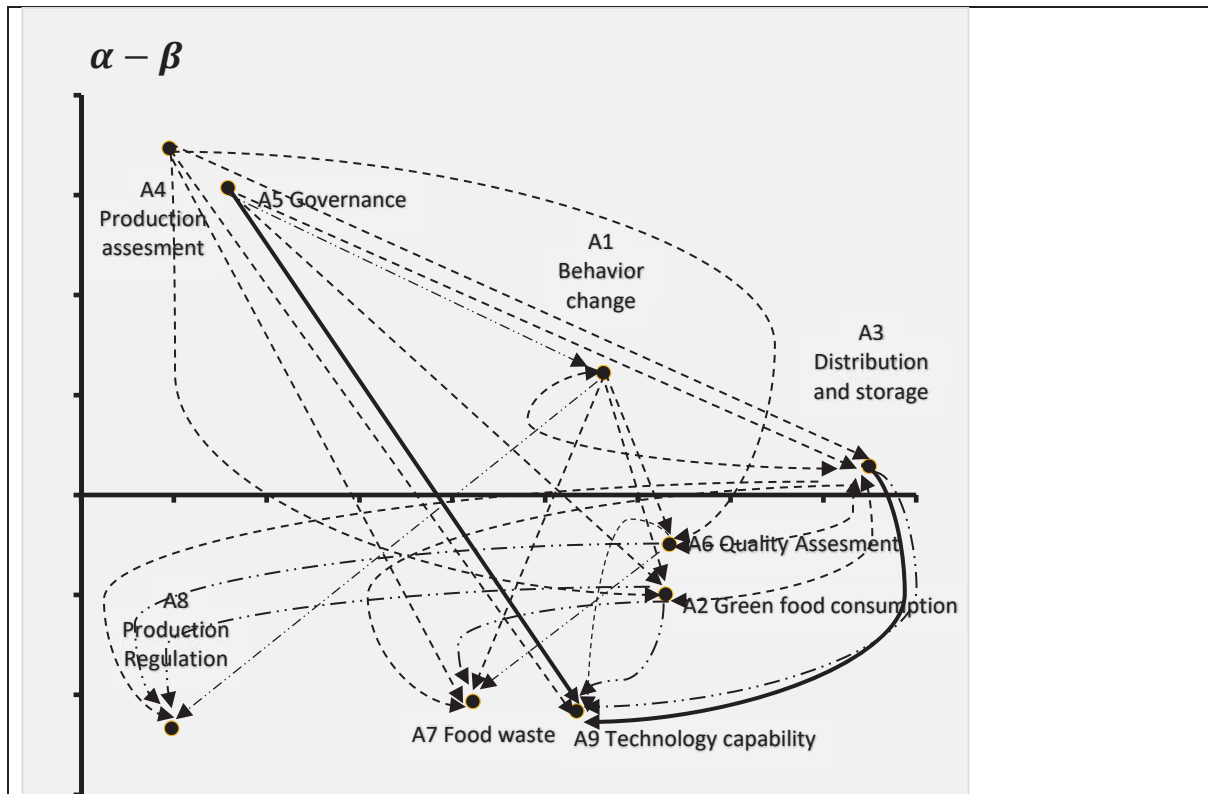 α − β
A4
Production
assesment
A5 Governance
A1
Behavior
change
A3
Distribution
and storage
A6 Quality Assesment
A2 Green food consumption
A8
Production
Regulation
A7 Food waste
A9 Technology capability